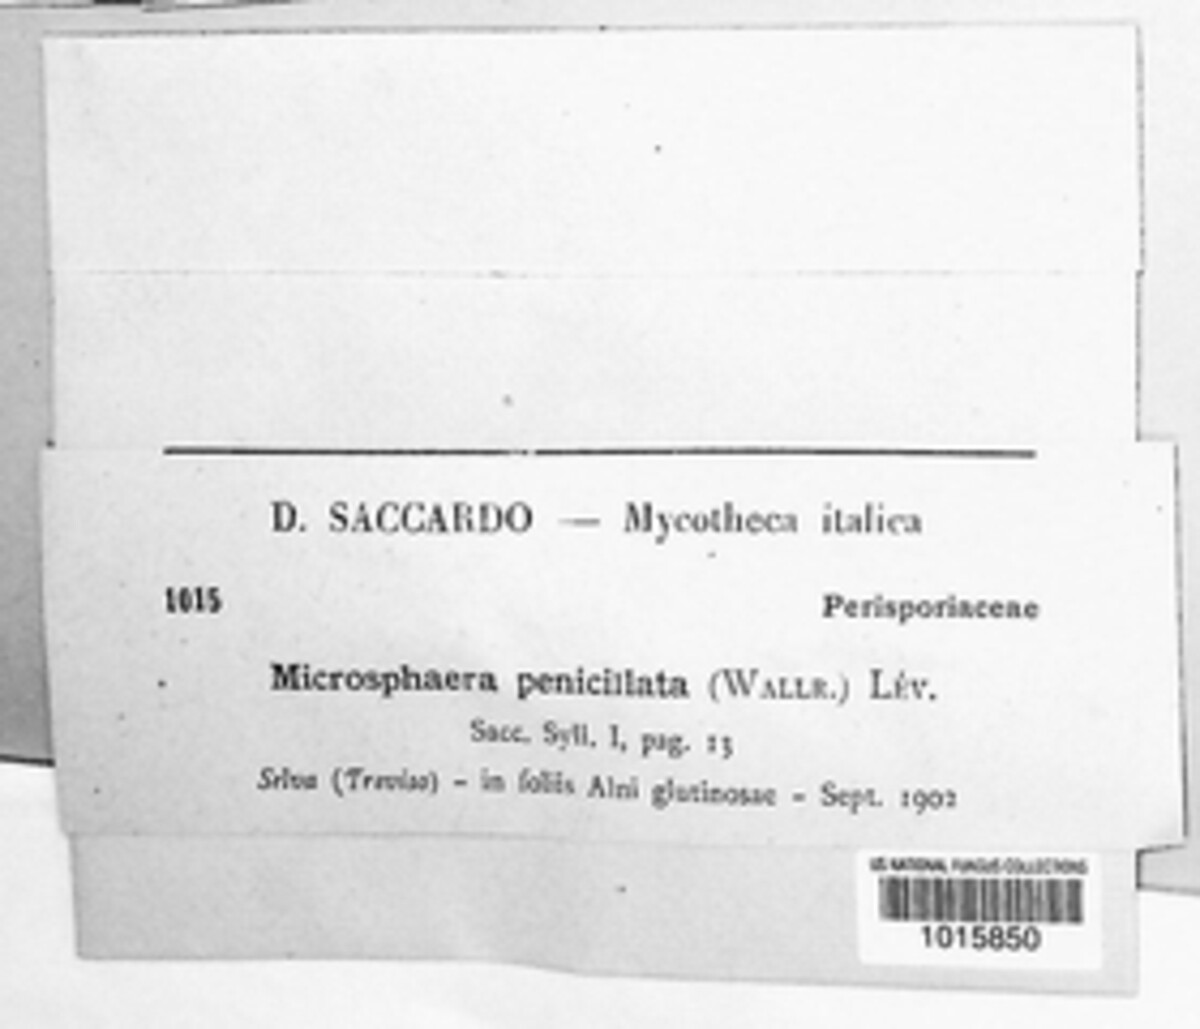 D. SACCARDO — Mycotheca italica
1015
Perisporiaceae
Microsphaera penicillata (WALLR.) LÉV.
Sacc. Syll. I, pag. 13
Selva (Treviso) - in foliis Alni glutinosae - Sept. 1902
US NATIONAL FUNGUS COLLECTIONS
1015850